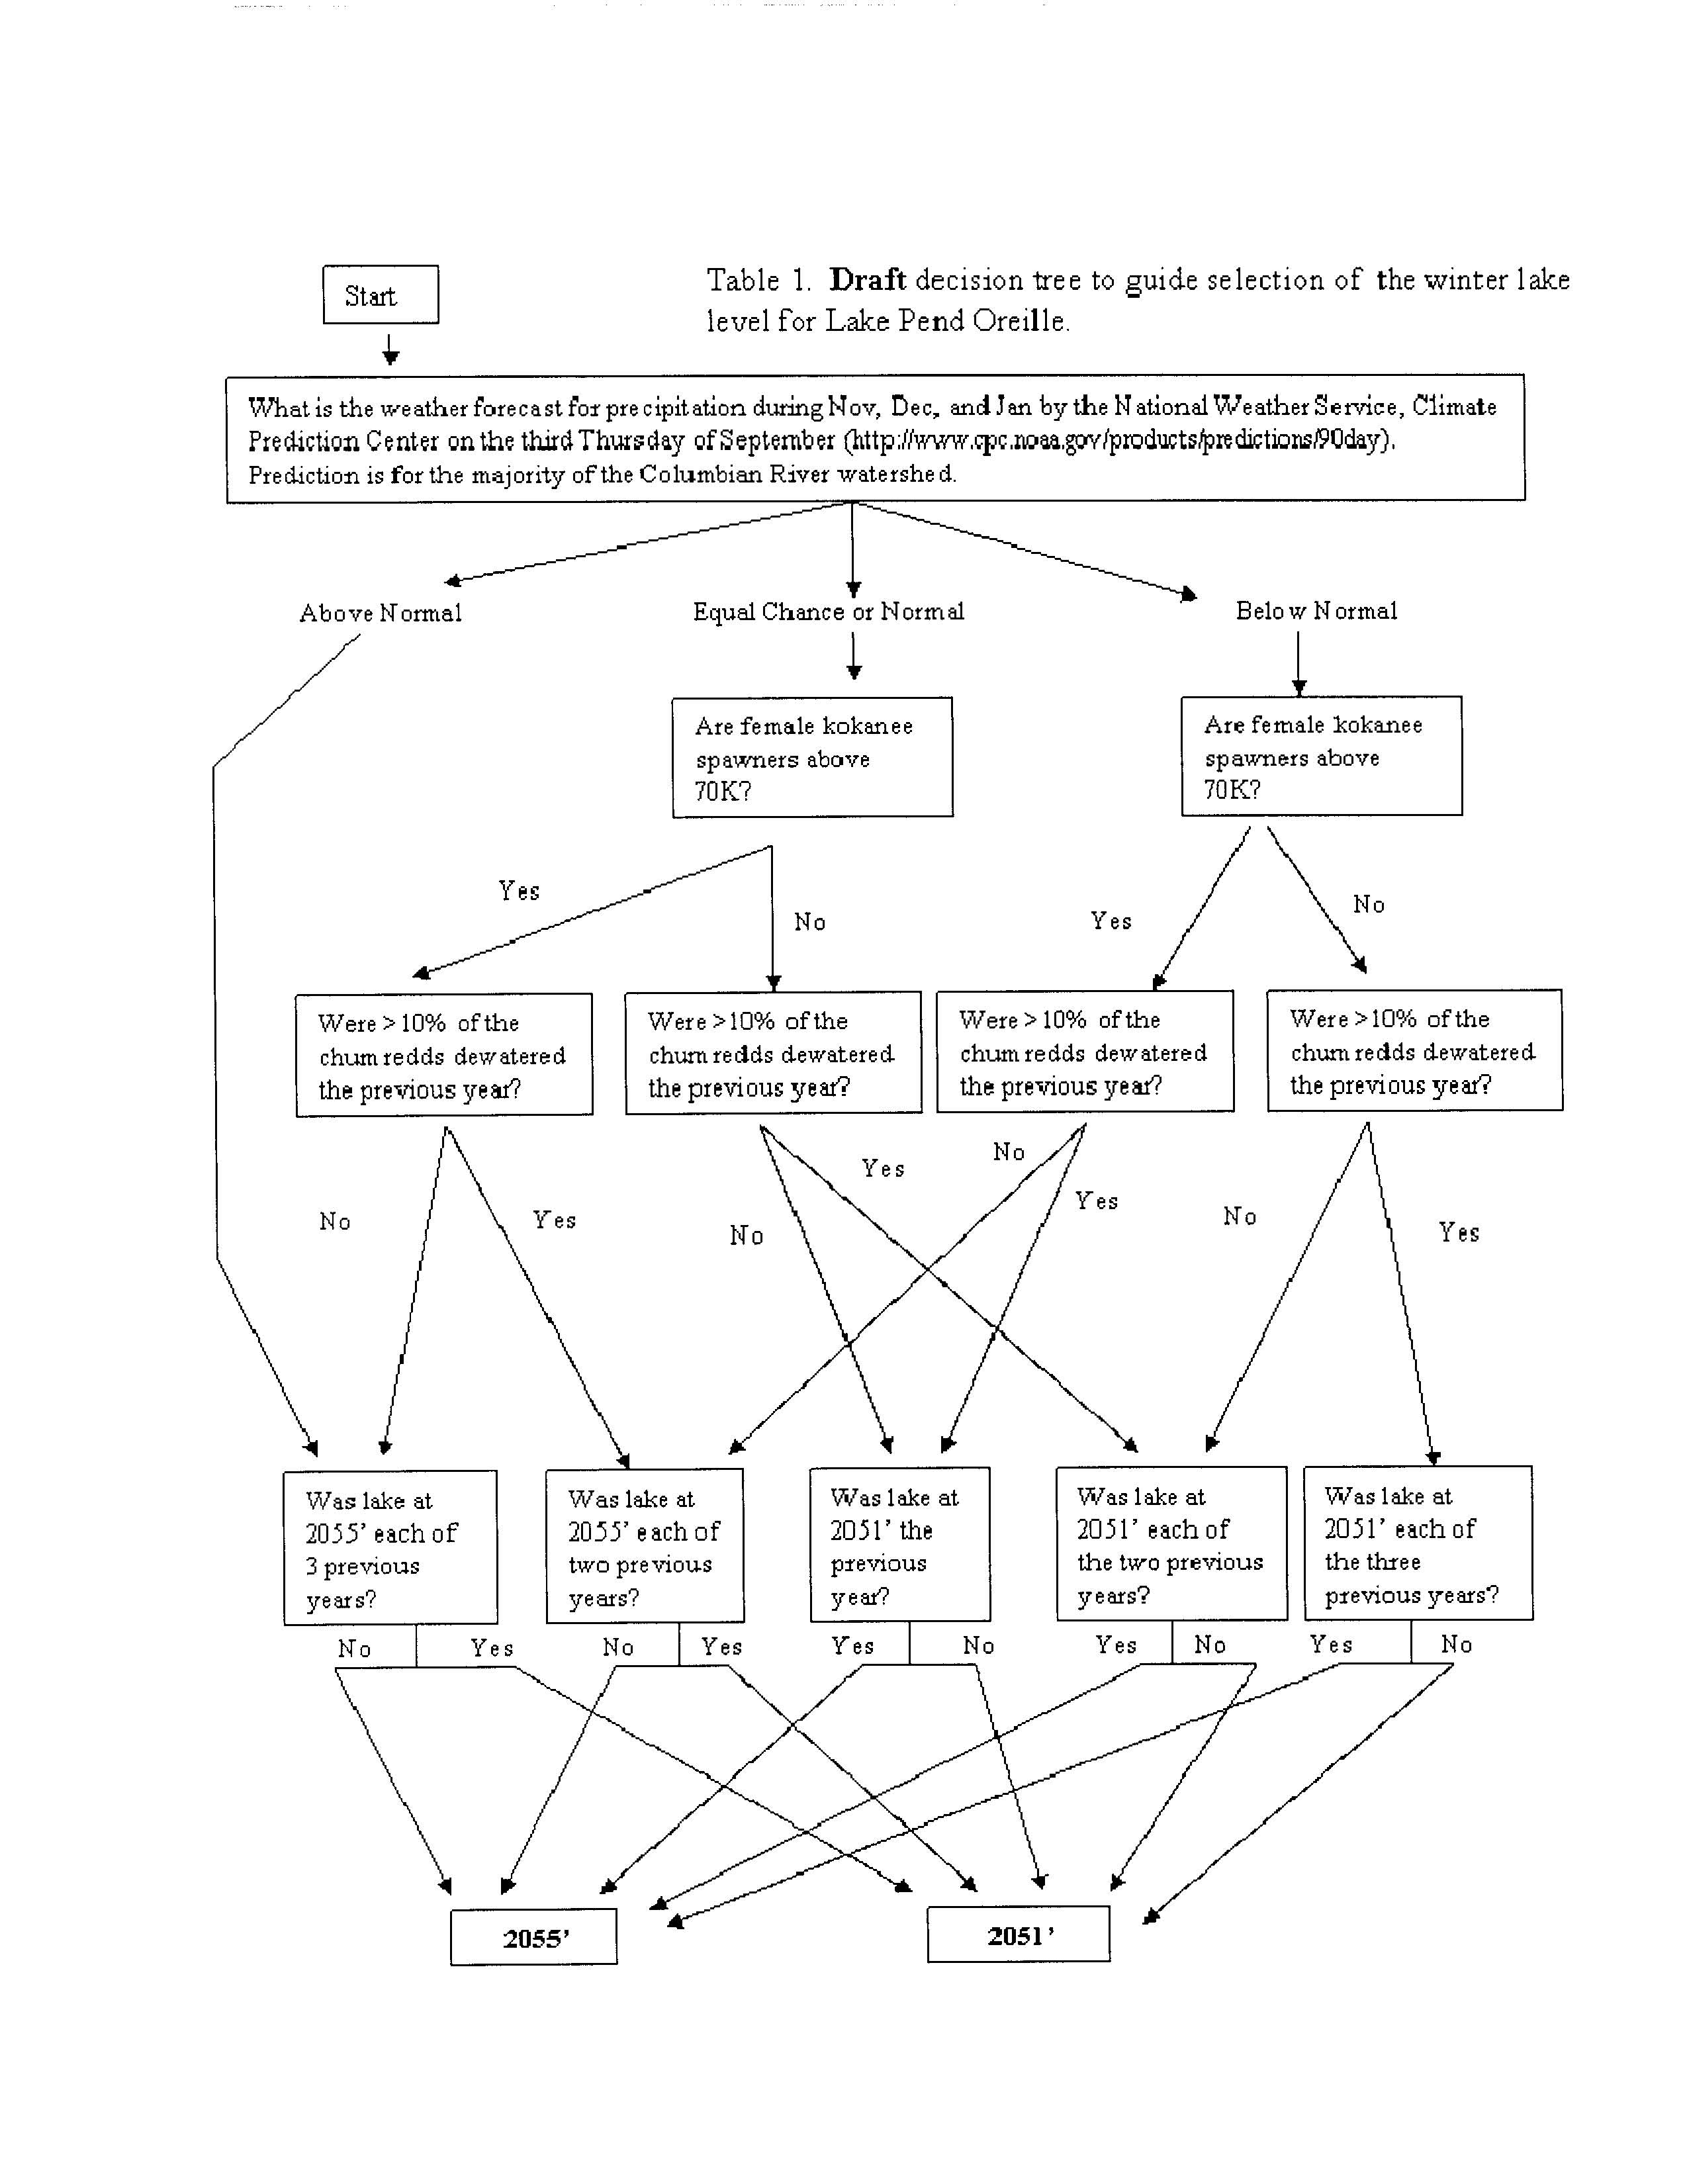 Start
Table 1. Draft decision tree to guide selection of the winter lake
level for Lake Pend Oreille.
What is the weather forecast for precipitation during Nov, Dec, and Jan by the National Weather Service, Climate
Prediction Center on the third Thursday of September (http://www.cpc.noaa.gov/products/predictions/90day).
Prediction is for the majority of the Columbian River watershed.
Above Normal
Equal Chance or Normal
Below Normal
Are female kokanee
spawners above
70K?
Are female kokanee
spawners above
70K?
Yes
No
Yes
No
Were >10% of the
chum redds dewatered
the previous year?
Were >10% of the
chum redds dewatered
the previous year?
Were >10% of the
chum redds dewatered
the previous year?
Were >10% of the
chum redds dewatered
the previous year?
No
Yes
No
Yes
No
Yes
No
Yes
Was lake at
2055’ each of
3 previous
years?
Was lake at
2055’ each of
two previous
years?
Was lake at
2051’ the
previous
year?
Was lake at
2051’ each of
the two previous
years?
Was lake at
2051’ each of
the three
previous years?
No
Yes
No
Yes
Yes
No
Yes
No
Yes
No
2055’
2051’